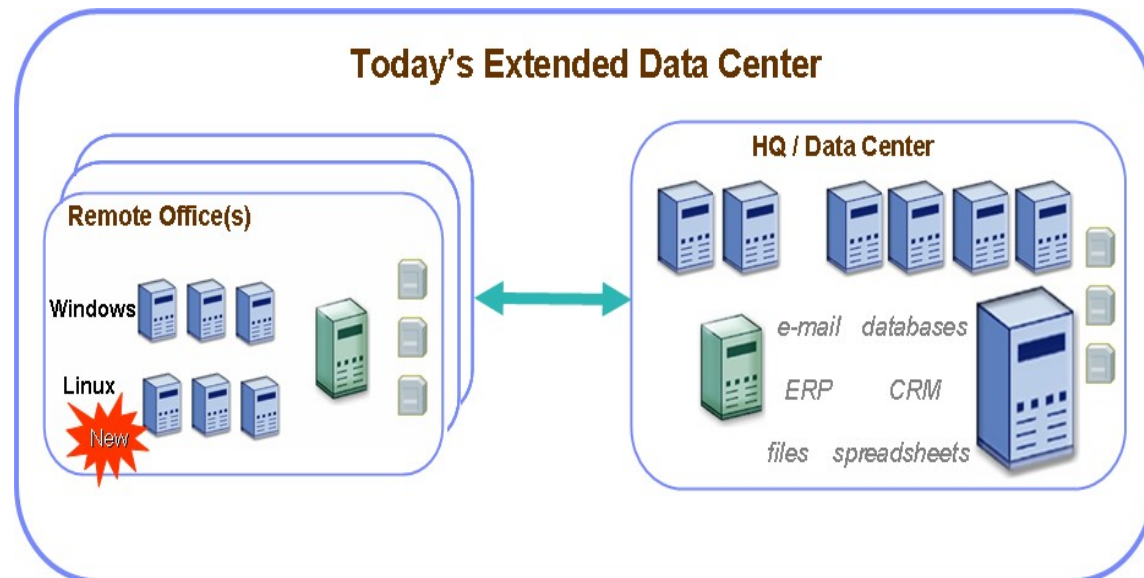 Today's Extended Data Center
Remote Office(s)
Windows
Linux
New
HQ / Data Center
e-mail databases
ERP CRM
files spreadsheets